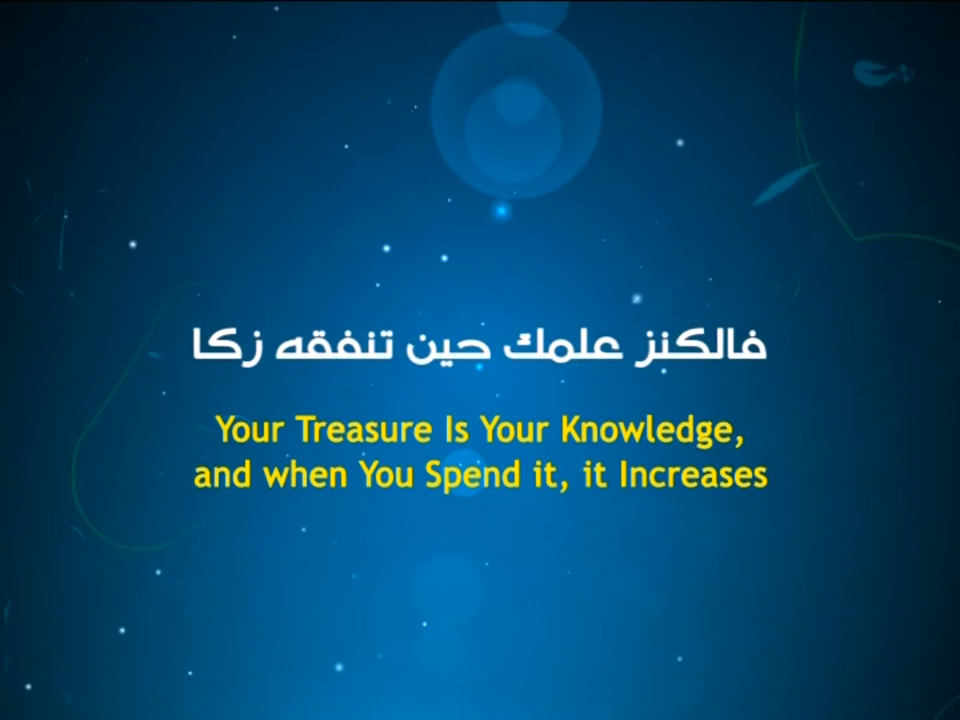 فالكنز علمك حين تنفقه زكا
Your Treasure Is Your Knowledge,
and when You Spend it, it Increases